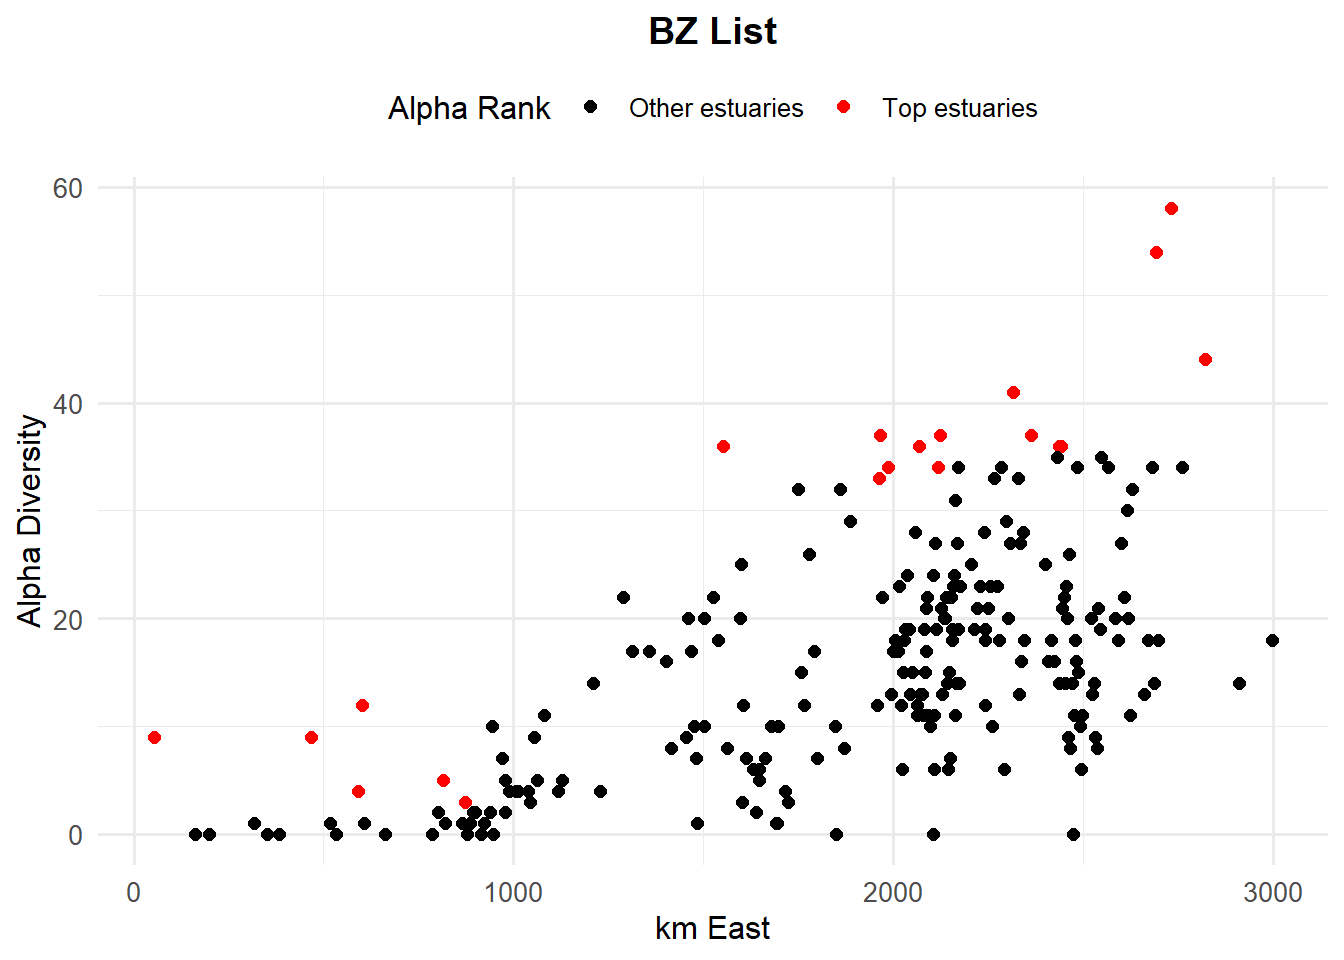 BZ List
Alpha Rank Other estuaries Top estuaries
60
40
20
0
Alpha Diversity
0 1000 2000 3000
km East